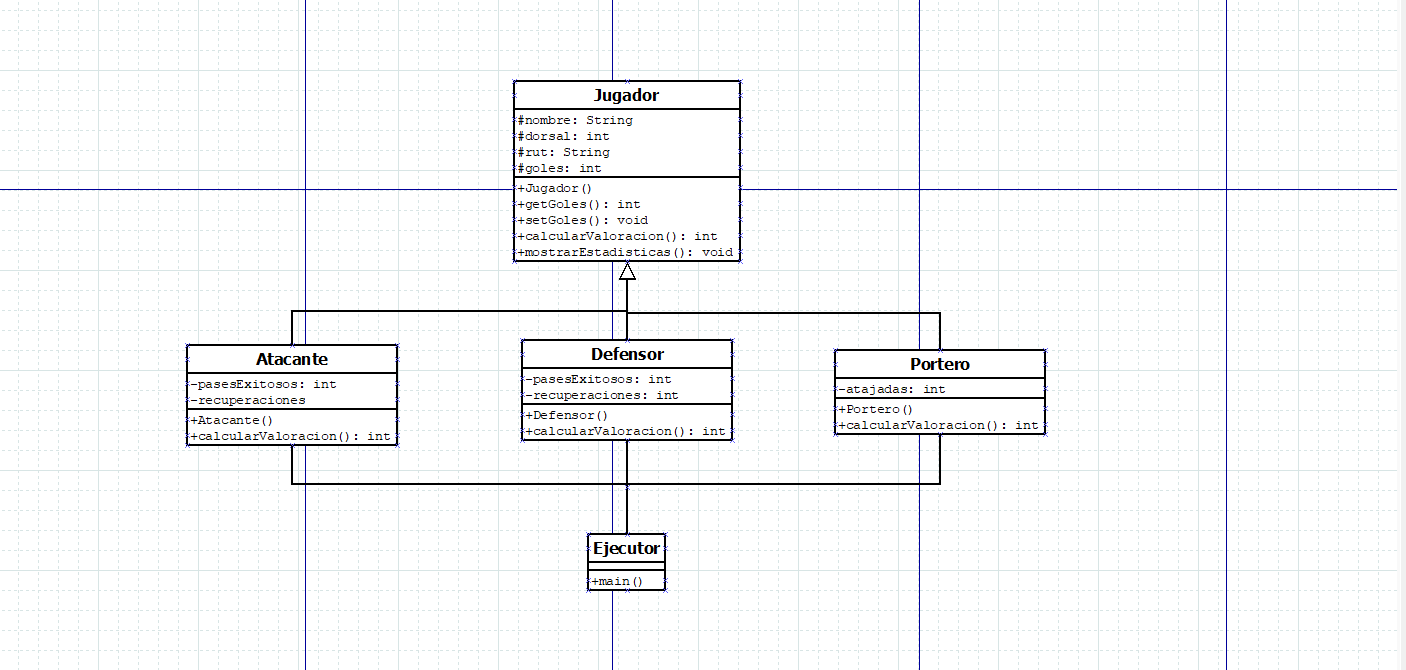 Jugador
#nombre: String
#dorsal: int
#rut: String
#goles: int
+Jugador()
+getGoles(): int
+setGoles(): void
+calcularValoracion(): int
+mostrarEstadisticas(): void
Atacante
-pasesExitosos: int
-recuperaciones
+Atacante()
+calcularValoracion(): int
Defensor
-pasesExitosos: int
-recuperaciones: int
+Defensor()
+calcularValoracion(): int
Portero
-atajadas: int
+Portero()
+calcularValoracion(): int
Ejecutor
+main()